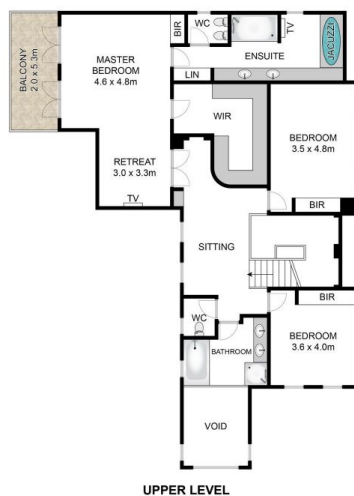 BIR
WC
TV
JACUZZI
BALCONY
2.0 x 5.3m
MASTER
BEDROOM
4.6 x 4.8m
ENSUITE
LIN
WIR
BEDROOM
3.5 x 4.8m
RETREAT
3.0 x 3.3m
TV
BIR
SITTING
BIR
WC
BATHROOM
BEDROOM
3.6 x 4.0m
VOID
UPPER LEVEL